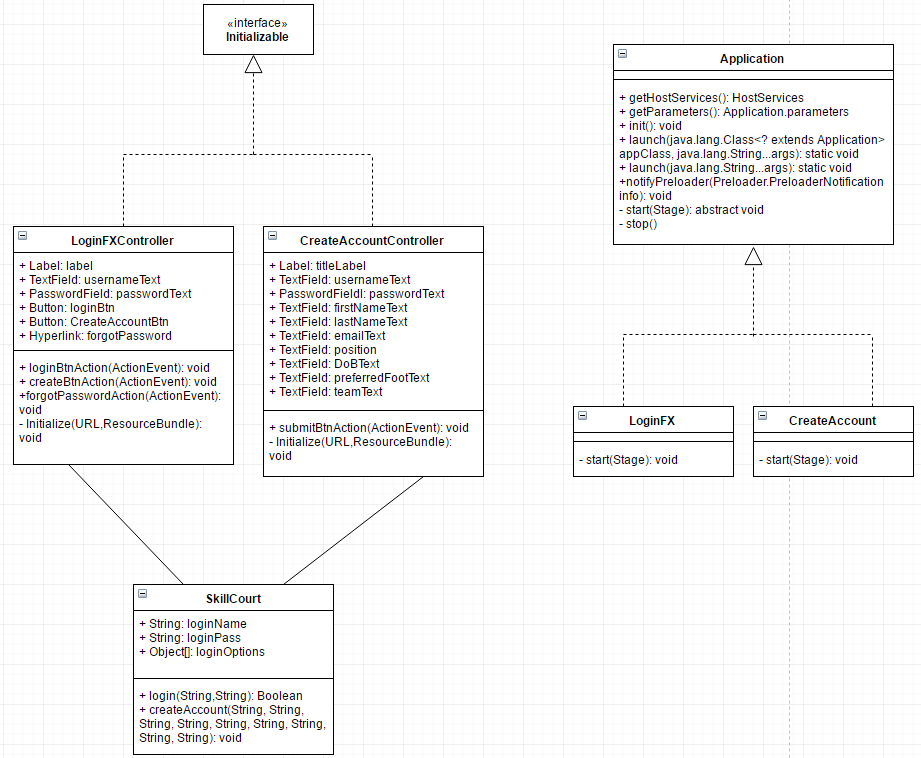 «interface»
Initializable
Application
+ getHostServices(): HostServices
+ getParameters(): Application.parameters
+ init(): void
+ launch(java.lang.Class<? extends Application>
appClass, java.lang.String...args): static void
+ launch(java.lang.String...args): static void
+notifyPreloader(Preloader.PreloaderNotification
info): void
- start(Stage): abstract void
- stop()
LoginFXController
+ Label: label
+ TextField: usernameText
+ PasswordField: passwordText
+ Button: loginBtn
+ Button: CreateAccountBtn
+ Hyperlink: forgotPassword
+ loginBtnAction(ActionEvent): void
+ createBtnAction(ActionEvent): void
+forgotPasswordAction(ActionEvent):
void
- Initialize(URL,ResourceBundle):
void
CreateAccountController
+ Label: titleLabel
+ TextField: usernameText
+ PasswordFieldl: passwordText
+ TextField: firstNameText
+ TextField: lastNameText
+ TextField: emailText
+ TextField: position
+ TextField: DoBText
+ TextField: preferredFootText
+ TextField: teamText
+ submitBtnAction(ActionEvent): void
- Initialize(URL,ResourceBundle):
void
LoginFX
- start(Stage): void
CreateAccount
- start(Stage): void
SkillCourt
+ String: loginName
+ String: loginPass
+ Object[]: loginOptions
+ login(String,String): Boolean
+ createAccount(String, String,
String, String, String, String, String,
String, String): void